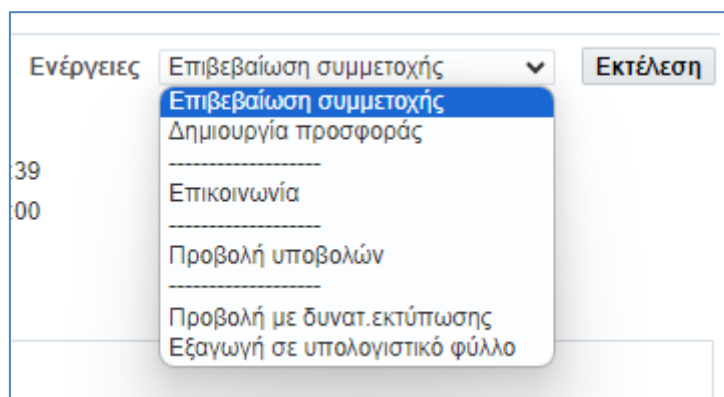 Ενέργειες Επιβεβαίωση συμμετοχής Εκτέλεση
Επιβεβαίωση συμμετοχής
Δημιουργία προσφοράς
-------------------
:39
Επικοινωνία
:00
-------------------
Προβολή υποβολών
-------------------
Προβολή με δυνατ.εκτύπωσης
Εξαγωγή σε υπολογιστικό φύλλο